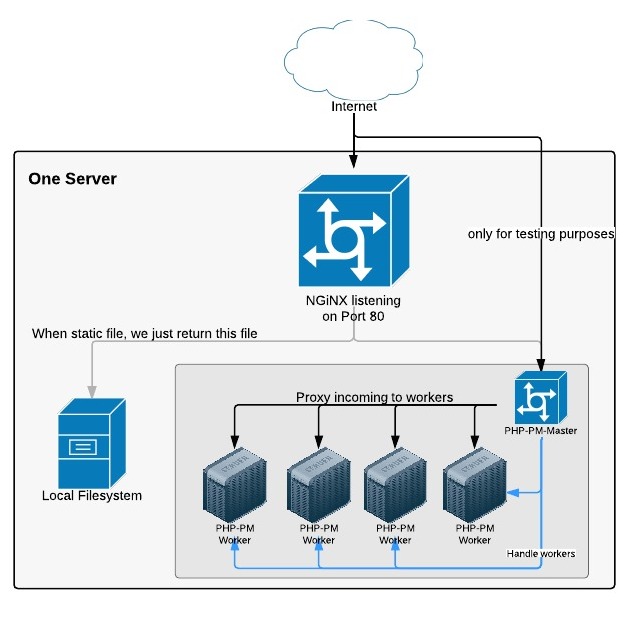 Internet
One Server
only for testing purposes
NGiNX listening
on Port 80
When static file, we just return this file
Proxy incoming to workers
PHP-PM-Master
Local Filesystem
PHP-PM
Worker
PHP-PM
Worker
PHP-PM
Worker
PHP-PM
Worker
Handle workers